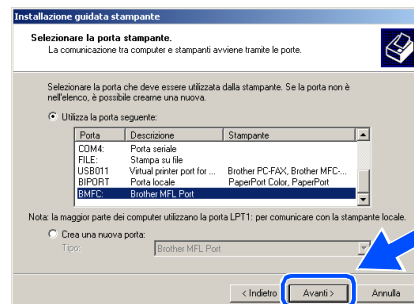 Installazione guidata stampante
Selezionare la porta stampante.
La comunicazione tra computer e stampanti avviene tramite le porte.
Selezionare la porta che deve essere utilizzata dalla stampante. Se la porta non è
nell'elenco, è possibile crearne una nuova.
Utilizza la porta seguente:
Porta Descrizione Stampante
COM4: Porta seriale
FILE: Stampa su file
USB011 Virtual printer port for ... Brother PC-FAX, Brother MFC-...
BIPORT Porta locale PaperPort Color, PaperPort
BMFC: Brother MFL Port
Nota: la maggior parte dei computer utilizzano la porta LPT1: per comunicare con la stampante locale.
Crea una nuova porta:
Tipo: Brother MFL Port
< Indietro Avanti > Annulla